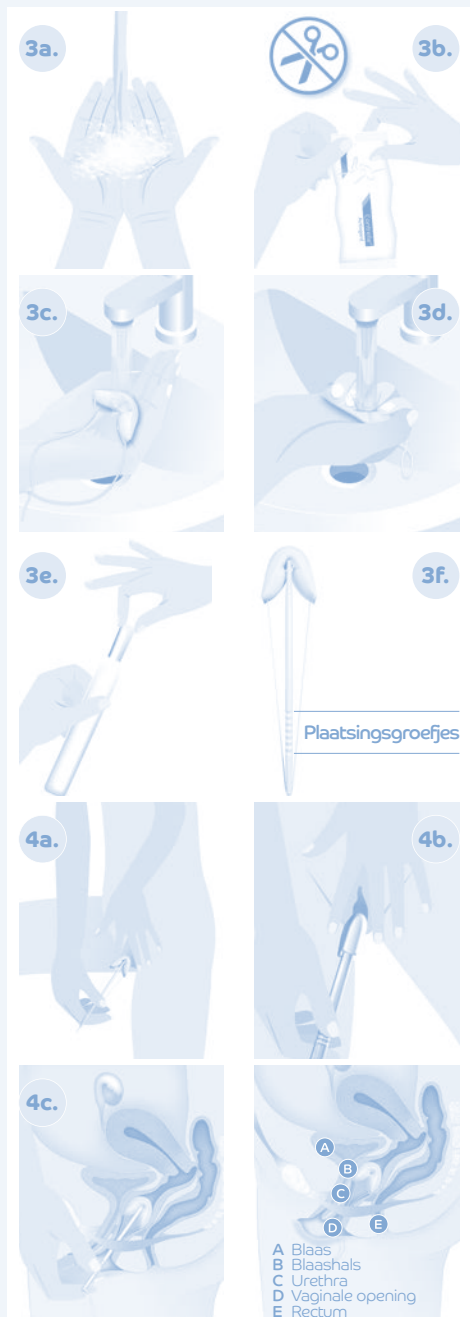 3a.
3b.
3c.
3d.
3e.
3f.
Plaatsingsgroefjes
4a.
4b.
4c.
A
B
C
D
E
A Blaas
B Blaashals
C Urethra
D Vaginale opening
E Rectum